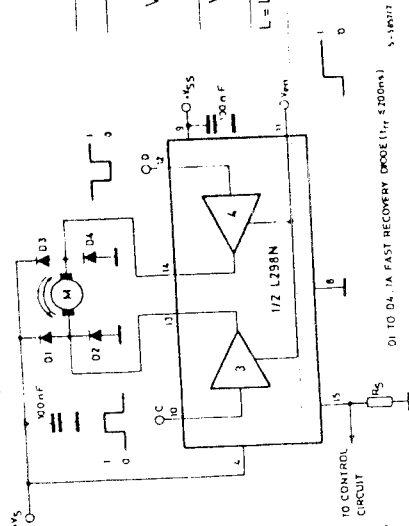 +Vs
100nF
1
0
D1
D3
M
D2
D4
1
0
13
14
4
C
10
D
12
9
+VSS
100nF
3
4
1/2 L298N
11
Ven
15
8
1
0
TO CONTROL
CIRCUIT
RS
D1 TO D4 1A FAST RECOVERY DIODE (trr ≤ 200ns)
V
V
L = L